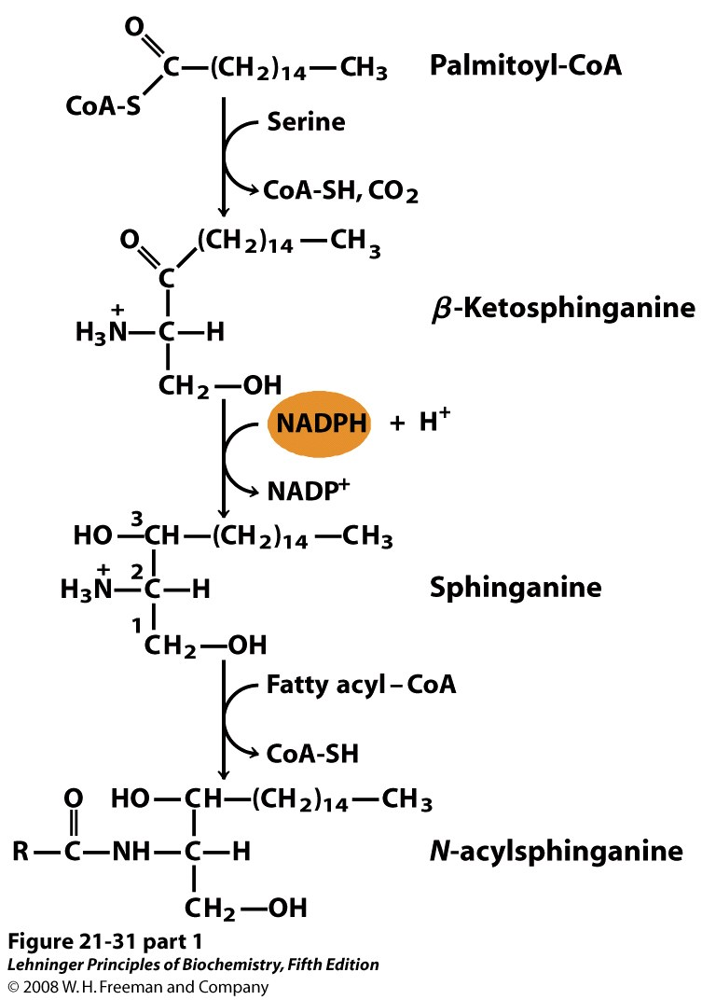 O
C—(CH2)14—CH3 Palmitoyl-CoA
CoA-S
Serine
CoA-SH, CO2
O (CH2)14—CH3
C
+
H3N—C—H β-Ketosphinganine
CH2—OH
NADPH + H+
NADP+
3
HO—CH—(CH2)14—CH3
+ 2
H3N—C—H Sphinganine
1
CH2—OH
Fatty acyl–CoA
CoA-SH
O HO—CH—(CH2)14—CH3
R—C—NH—C—H N-acylsphinganine
CH2—OH
Figure 21-31 part 1
Lehninger Principles of Biochemistry, Fifth Edition
© 2008 W. H. Freeman and Company